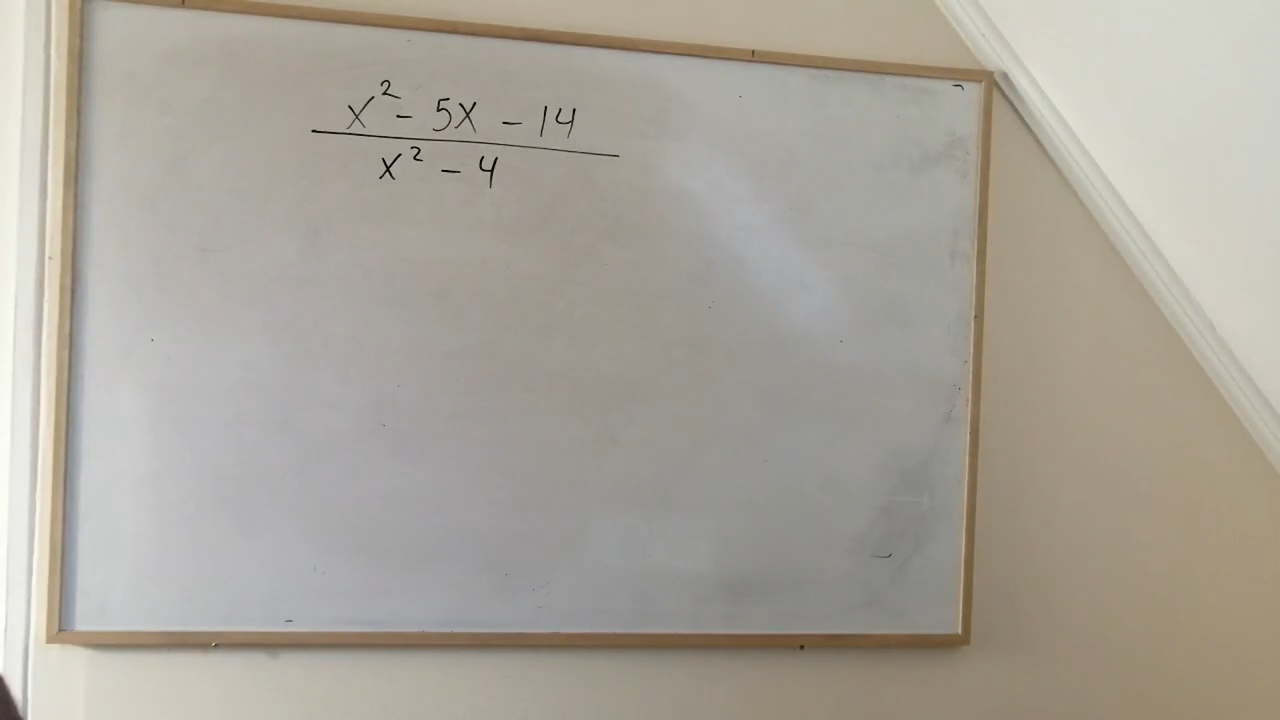 x² - 5x - 14
x² - 4